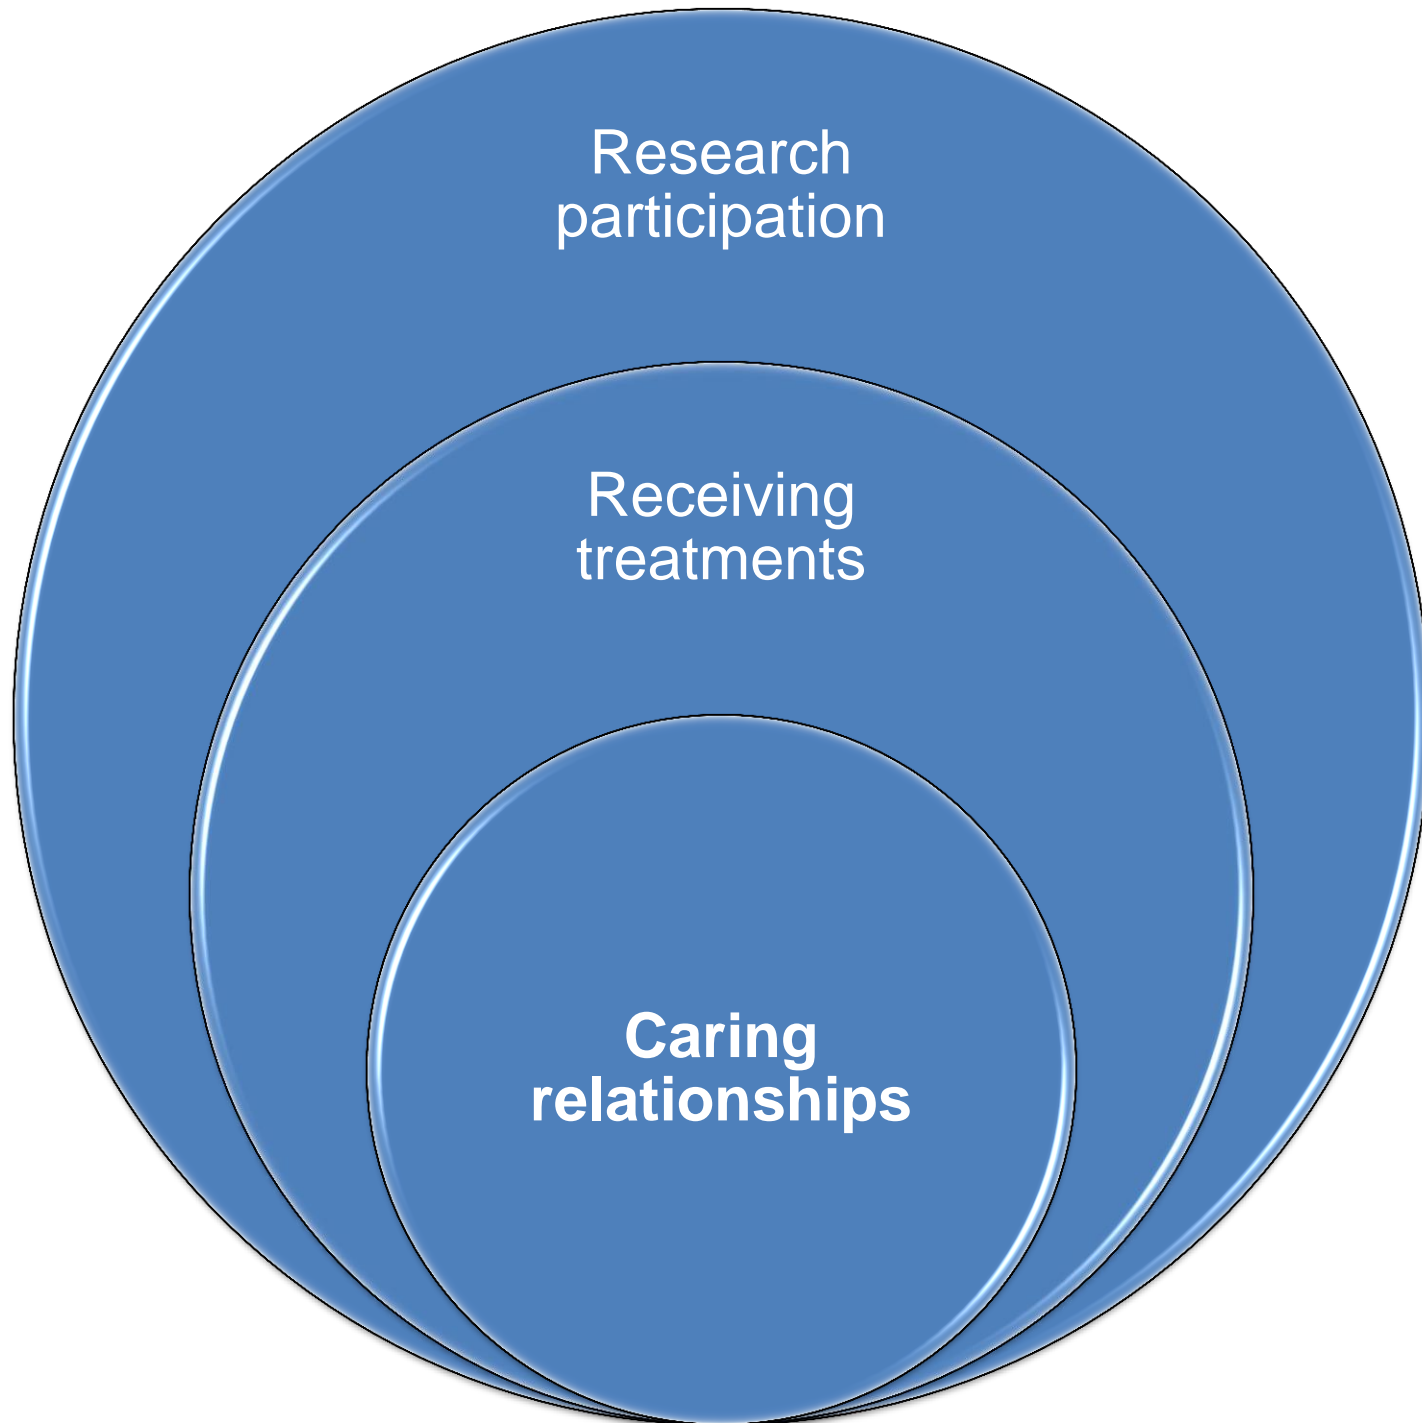 Research
participation
Receiving
treatments
Caring
relationships